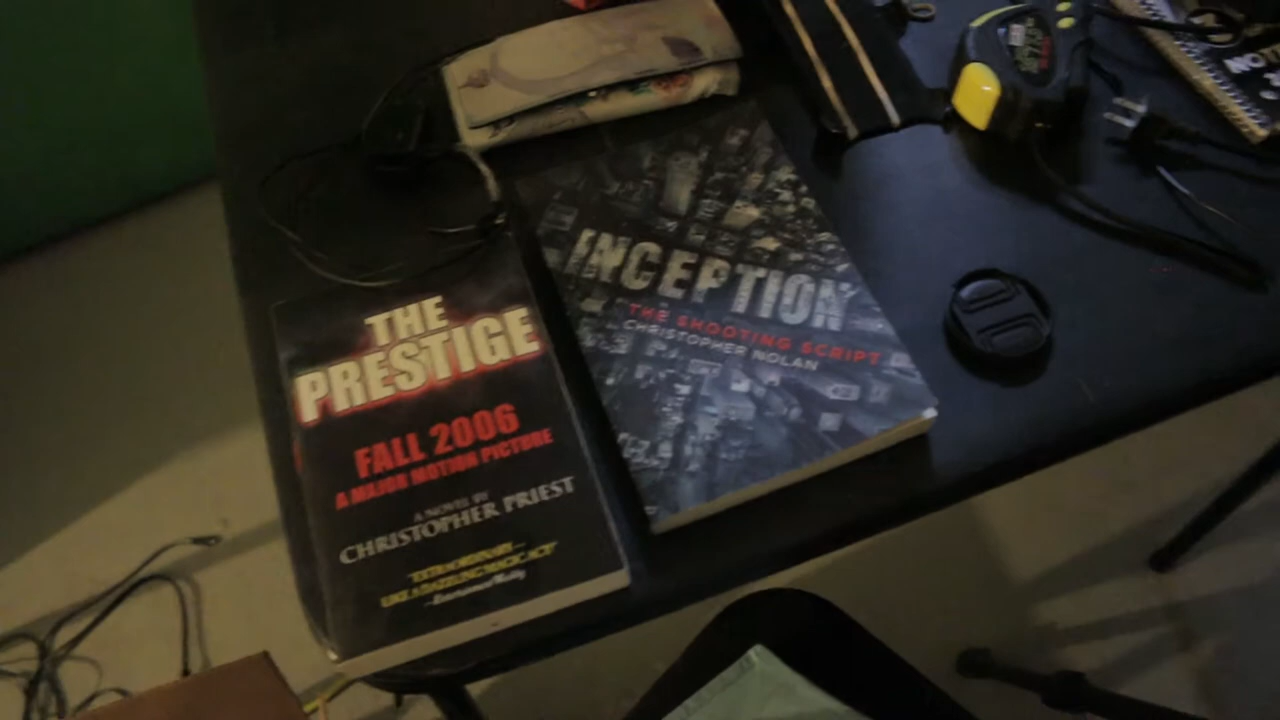 THE
PRESTIGE
FALL 2006
A MAJOR MOTION PICTURE
A NOVEL BY
CHRISTOPHER PRIEST
INCEPTION
THE SHOOTING SCRIPT
CHRISTOPHER NOLAN